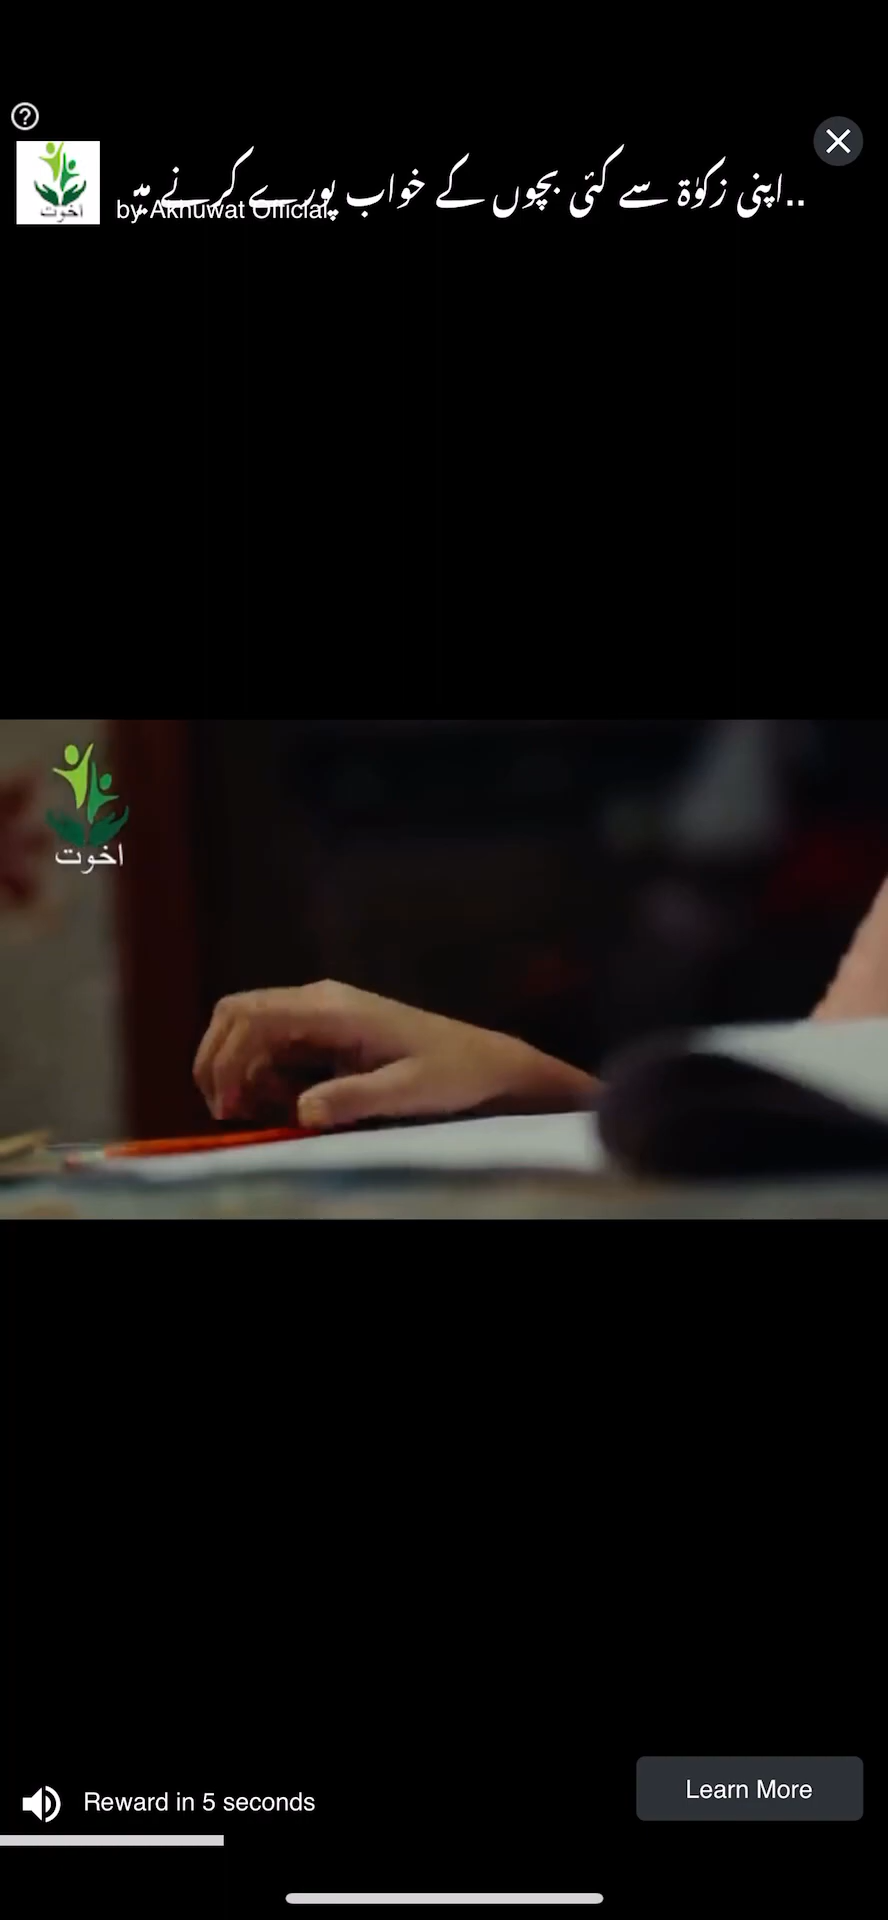 اخوت
اپنی زکوٰۃ سے کئی بچوں کے خواب پورے کرنے میں..
by Akhuwat Official
اخوت
Reward in 5 seconds
Learn More